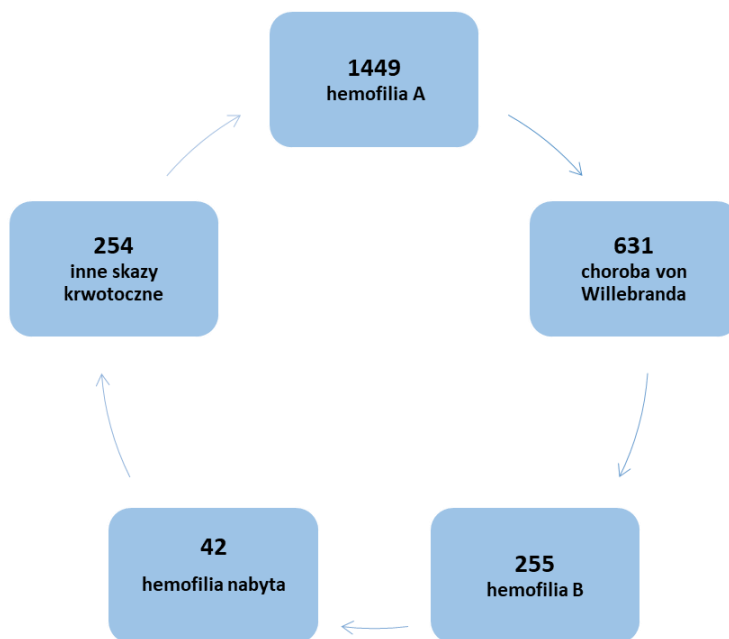 1449
hemofilia A
631
choroba von
Willebranda
255
hemofilia B
42
hemofilia nabyta
254
inne skazy
krwotoczne